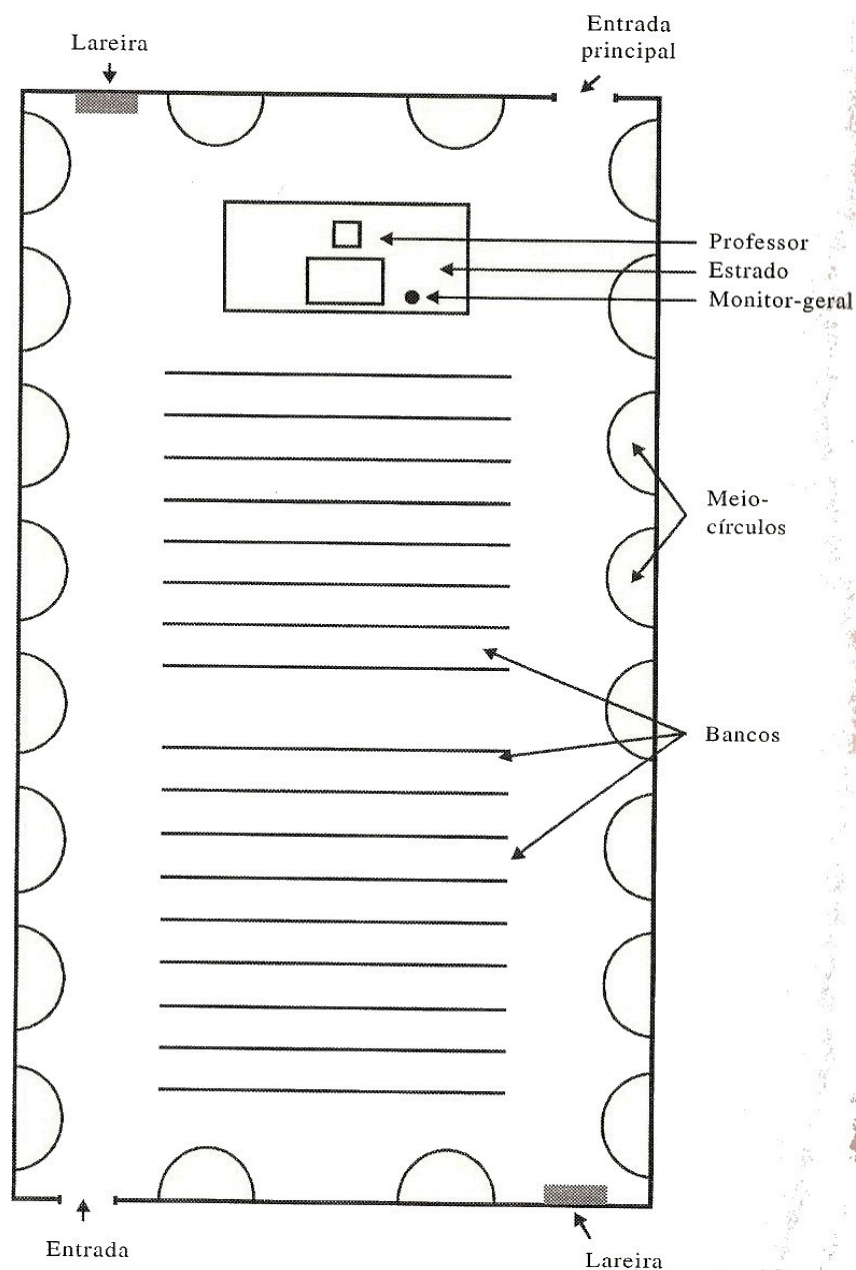 Lareira
Entrada
principal
Professor
Estrado
Monitor-geral
Meio-
círculos
Bancos
Entrada
Lareira